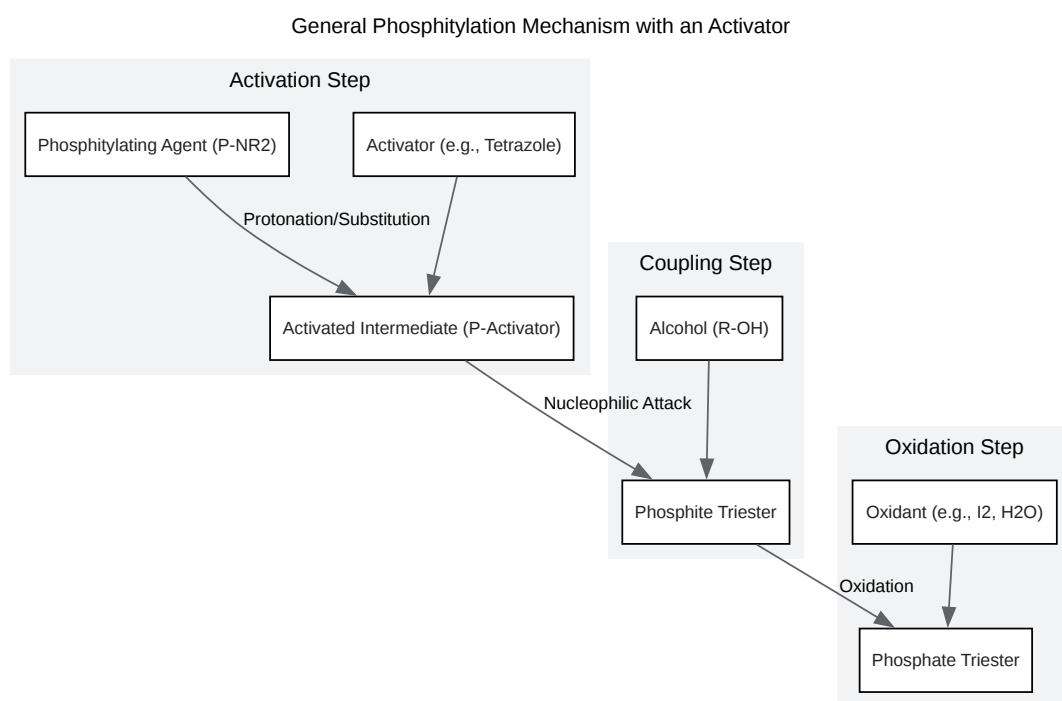 General Phosphitylation Mechanism with an Activator
Activation Step
Phosphitylating Agent (P-NR2)
Activator (e.g., Tetrazole)
Protonation/Substitution
Activated Intermediate (P-Activator)
Coupling Step
Alcohol (R-OH)
Nucleophilic Attack
Phosphite Triester
Oxidation Step
Oxidant (e.g., I2, H2O)
Oxidation
Phosphate Triester